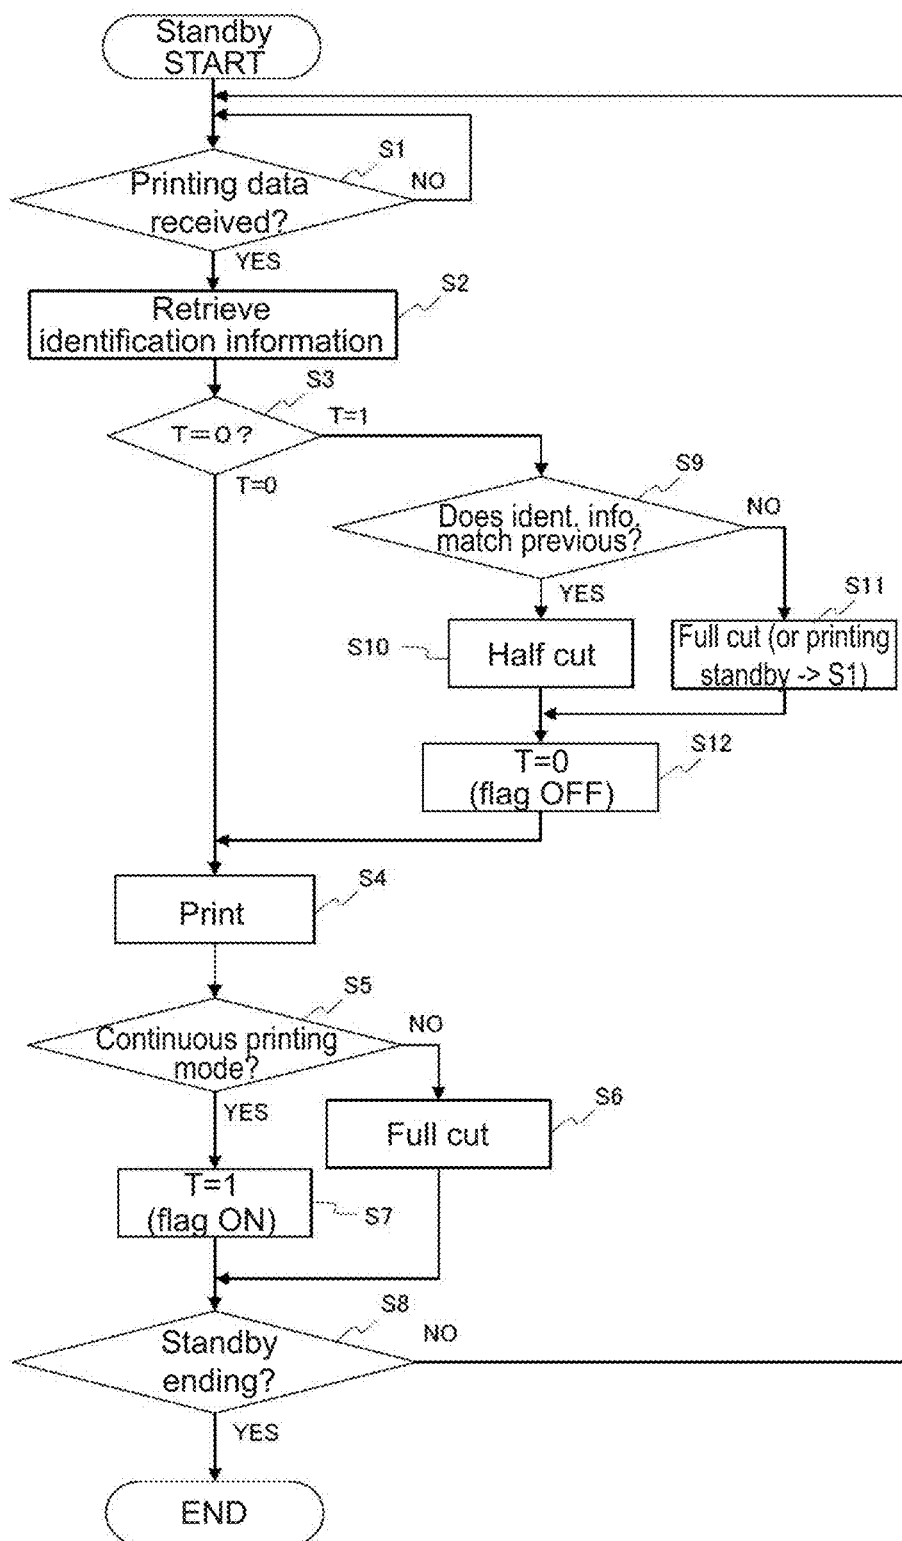 Standby
START
S1
Printing data
received?
NO
YES
S2
Retrieve
identification information
S3
T=0?
T=1
T=0
S9
Does ident. info.
match previous?
NO
YES
S10
Half cut
S11
Full cut (or printing
standby -> S1)
S12
T=0
(flag OFF)
S4
Print
S5
Continuous printing
mode?
NO
YES
S6
Full cut
T=1
(flag ON)
S7
S8
Standby
ending?
NO
YES
END